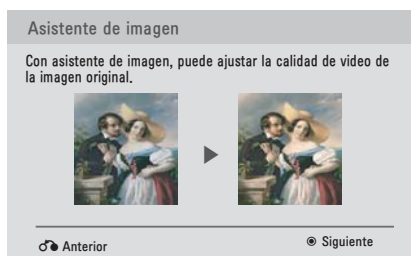 Asistente de imagen
Con asistente de imagen, puede ajustar la calidad de video de
la imagen original.
Anterior
Siguiente